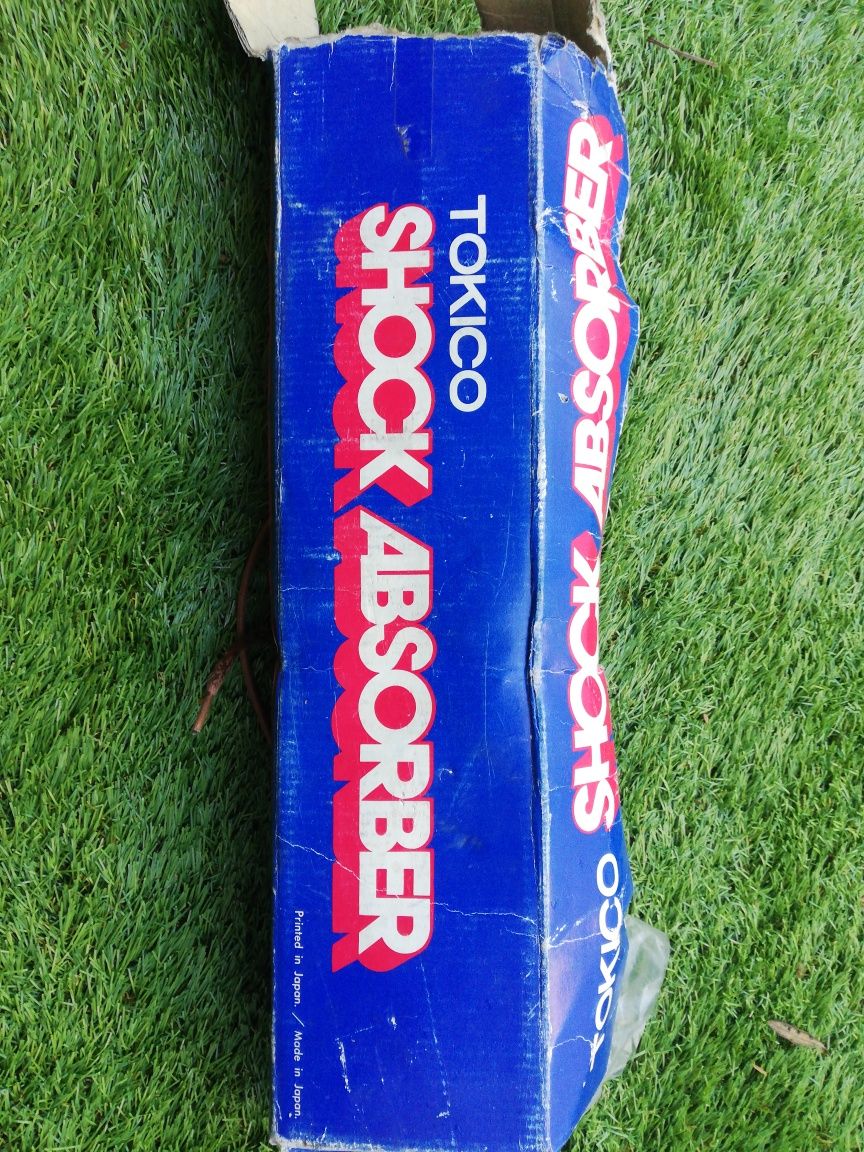 TOKICO
SHOCK ABSORBER
Printed in Japan. / Made in Japan.
TOKICO SHOCK ABSORBER